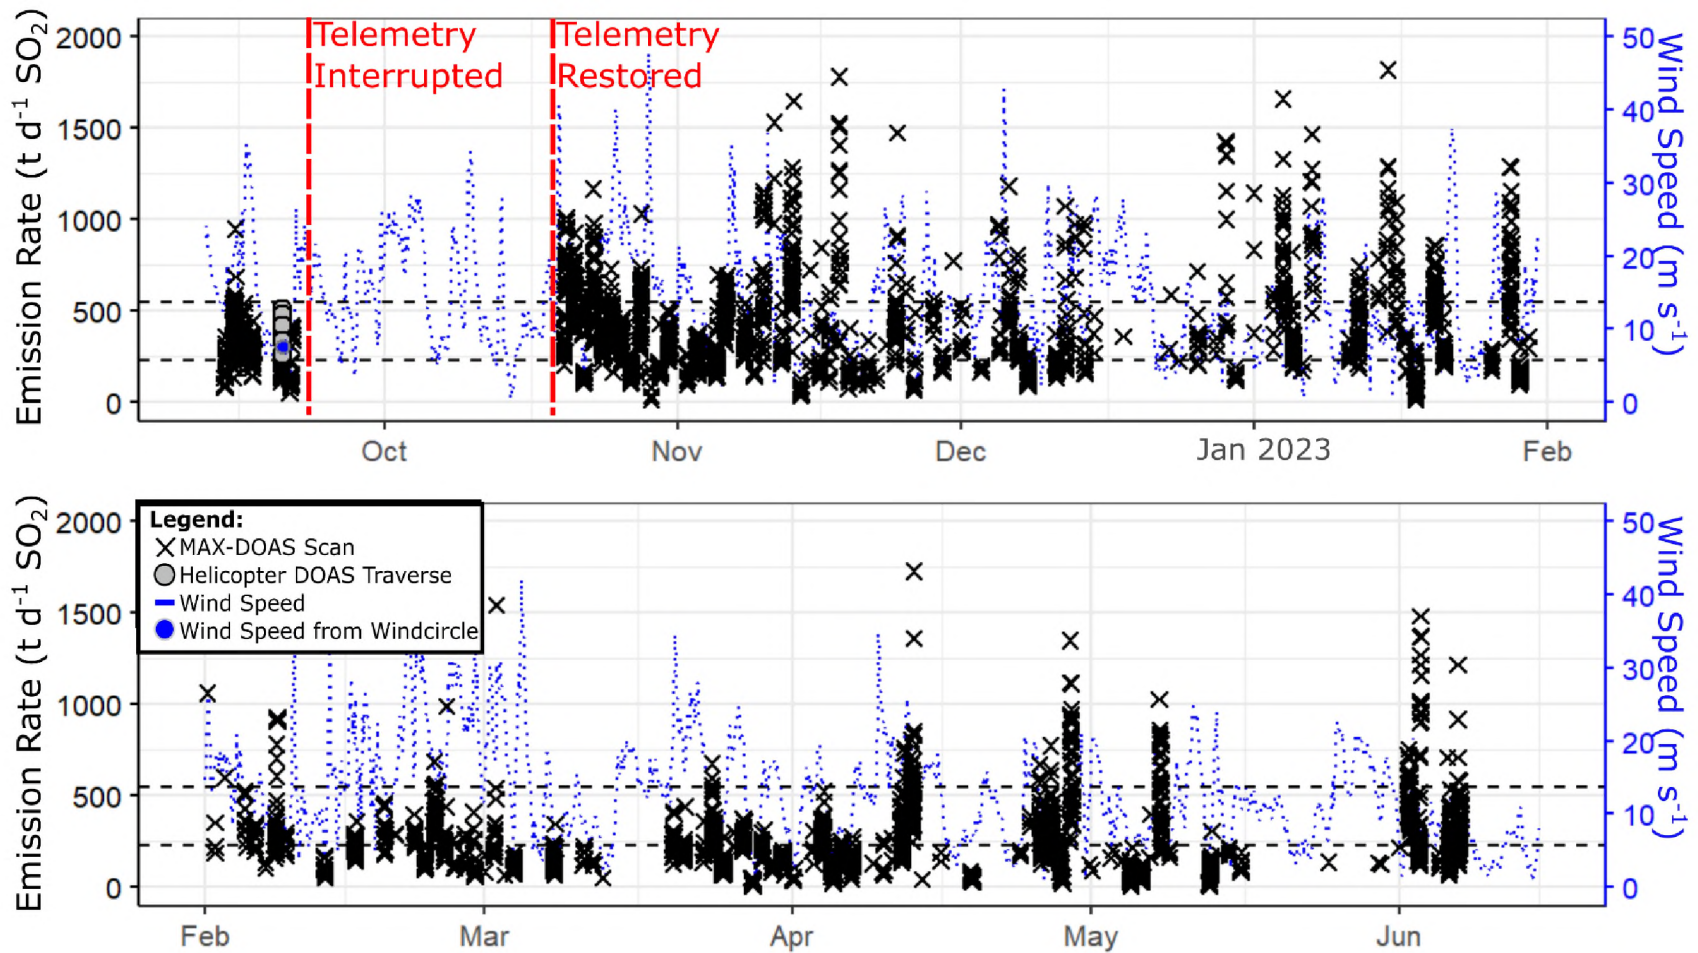 Telemetry
Interrupted
Telemetry
Restored
Emission Rate (t d⁻¹ SO₂)
2000
1500
1000
500
0
50
40
30
20
10
0
Wind Speed (m s⁻¹)
Oct
Nov
Dec
Jan 2023
Feb
Emission Rate (t d⁻¹ SO₂)
2000
1500
1000
500
0
Legend:
MAX-DOAS Scan
Helicopter DOAS Traverse
Wind Speed
Wind Speed from Windcircle
50
40
30
20
10
0
Wind Speed (m s⁻¹)
Feb
Mar
Apr
May
Jun